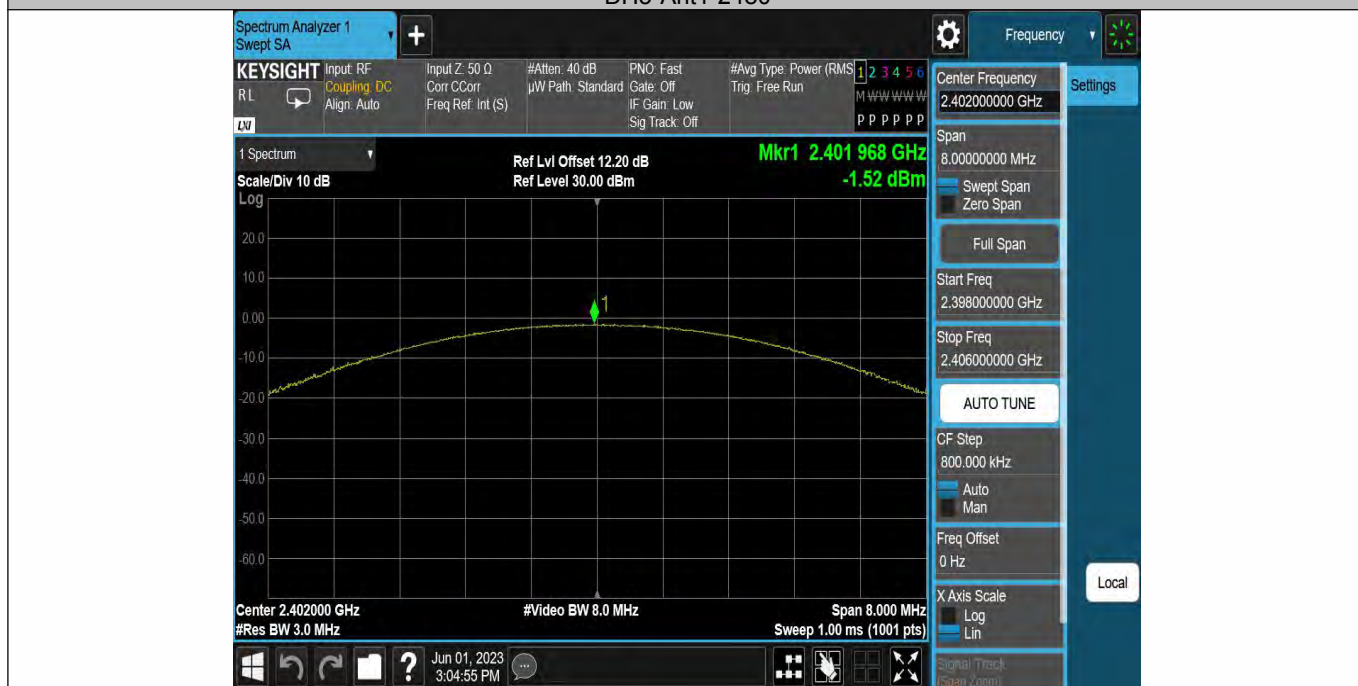 Spectrum Analyzer 1
Swept SA
+
Frequency
KEYSIGHT
RL
LXI
Input: RF
Coupling: DC
Align: Auto
Input Z: 50 Ω
Corr CCorr
Freq Ref: Int (S)
#Atten: 40 dB
µW Path: Standard
PNO: Fast
Gate: Off
IF Gain: Low
Sig Track: Off
#Avg Type: Power (RMS
Trig: Free Run
1 2 3 4 5 6
M W W W W W
P P P P P P
1 Spectrum
Scale/Div 10 dB
Log
Ref Lvl Offset 12.20 dB
Ref Level 30.00 dBm
Mkr1 2.401 968 GHz
-1.52 dBm
20.0
10.0
0.00
-10.0
-20.0
-30.0
-40.0
-50.0
-60.0
1
Center 2.402000 GHz
#Res BW 3.0 MHz
#Video BW 8.0 MHz
Span 8.000 MHz
Sweep 1.00 ms (1001 pts)
Center Frequency
2.402000000 GHz
Settings
Span
8.00000000 MHz
Swept Span
Zero Span
Full Span
Start Freq
2.398000000 GHz
Stop Freq
2.406000000 GHz
AUTO TUNE
CF Step
800.000 kHz
Auto
Man
Freq Offset
0 Hz
X Axis Scale
Log
Lin
Signal Track
(Span Zoom)
Local
?
Jun 01, 2023
3:04:55 PM